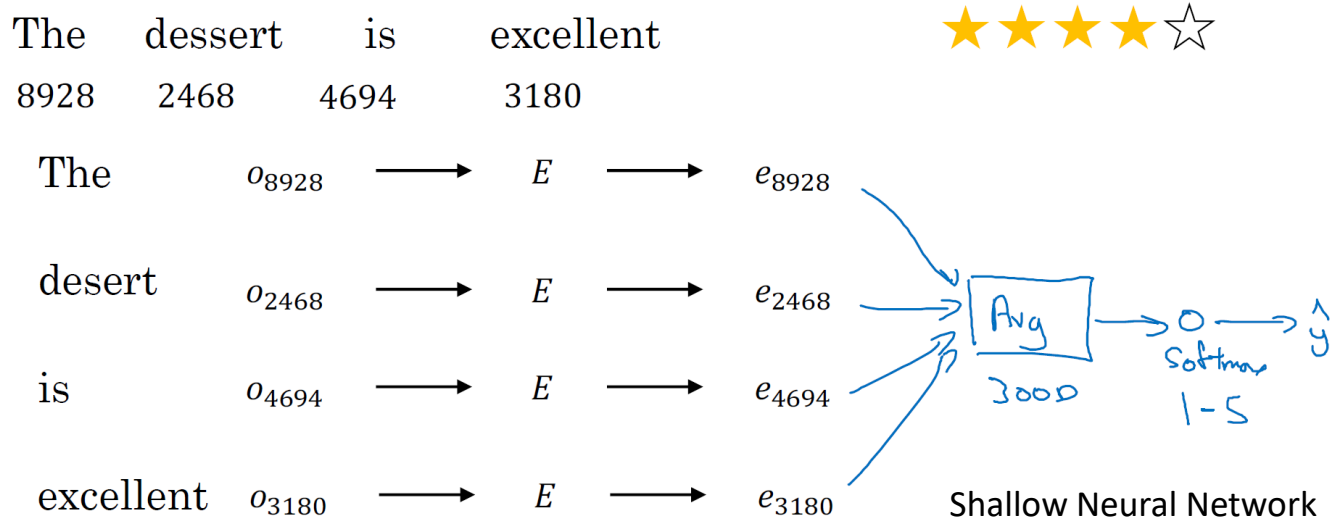 The dessert is excellent
8928 2468 4694 3180
The o8928 E e8928
desert o2468 E e2468
Avg
ŷ
Softmax
is o4694 E e4694
300D
1-5
excellent o3180 E e3180
Shallow Neural Network